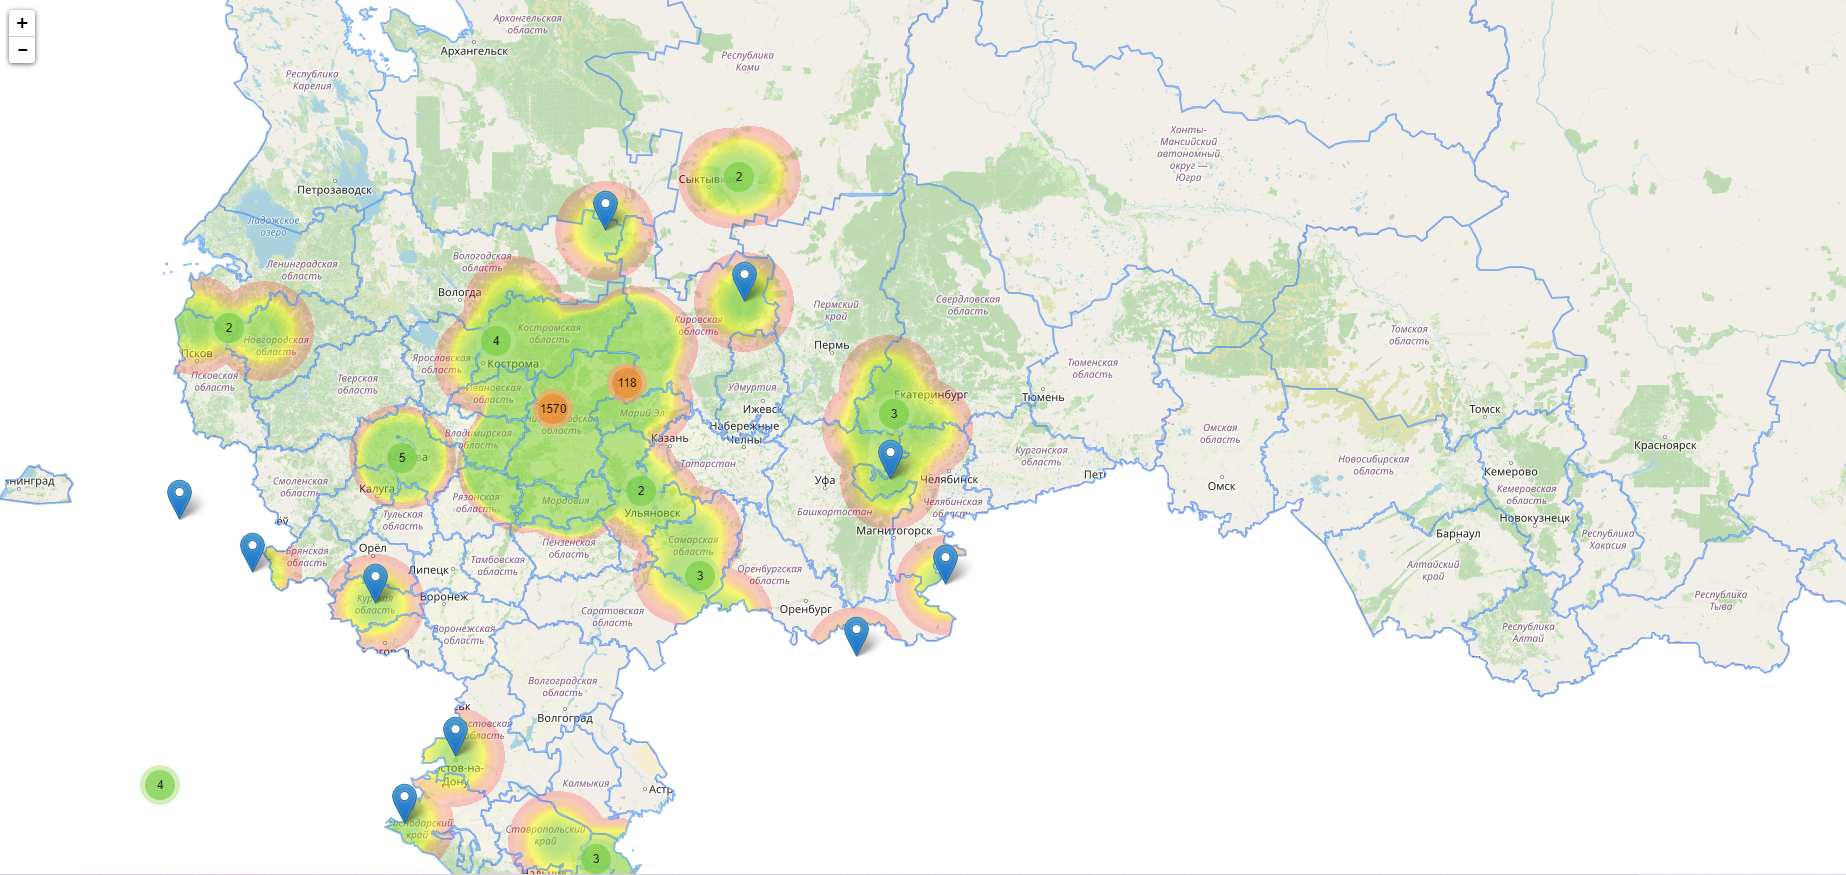 +
−
Архангельская
область
Архангельск
Республика
Коми
Республика
Карелия
Ханты-
Мансийский
автономный
округ —
Югра
Петрозаводск
Сыктыв
2
Ладожское
озеро
Ленинградская
область
Вологодская
область
Вологда
Кировская
область
Пермский
край
Свердловская
область
Томская
область
2
Новгородская
область
Псков
Псковская
область
Костромская
область
4
Кострома
Ярославская
область
Ивановская
область
Тверская
область
Пермь
Тюменская
область
118
1570
область
Марий Эл
Удмуртия
Ижевск
Екатеринбург
3
Тюмень
Томск
Набережные
Челны
Казань
Владимирская
область
Омская
область
Красноярск
5
ва
Татарстан
Курганская
область
Новосибирская
область
Кемерово
Кемеровская
область
нинград
Смоленская
область
Калуга
Рязанская
область
Мордовия
2
Ульяновск
Уфа
Челябинск
Пет
Омск
Башкортостан
Челябинская
Новокузнецк
Тульская
область
Магнитогорск
Барнаул
Республика
Хакасия
Брянская
область
Орёл
Пензенская
область
Самарская
область
Тамбовская
область
Липецк
3
Оренбургская
область
Алтайский
край
Курская
область
Воронеж
Саратовская
область
Оренбург
Республика
Тыва
Воронежская
область
Республика
Алтай
Волгоградская
область
Волгоград
стовская
область
стов-на-
Дону
Калмыкия
Астр
4
край
Ставропольский
край
3